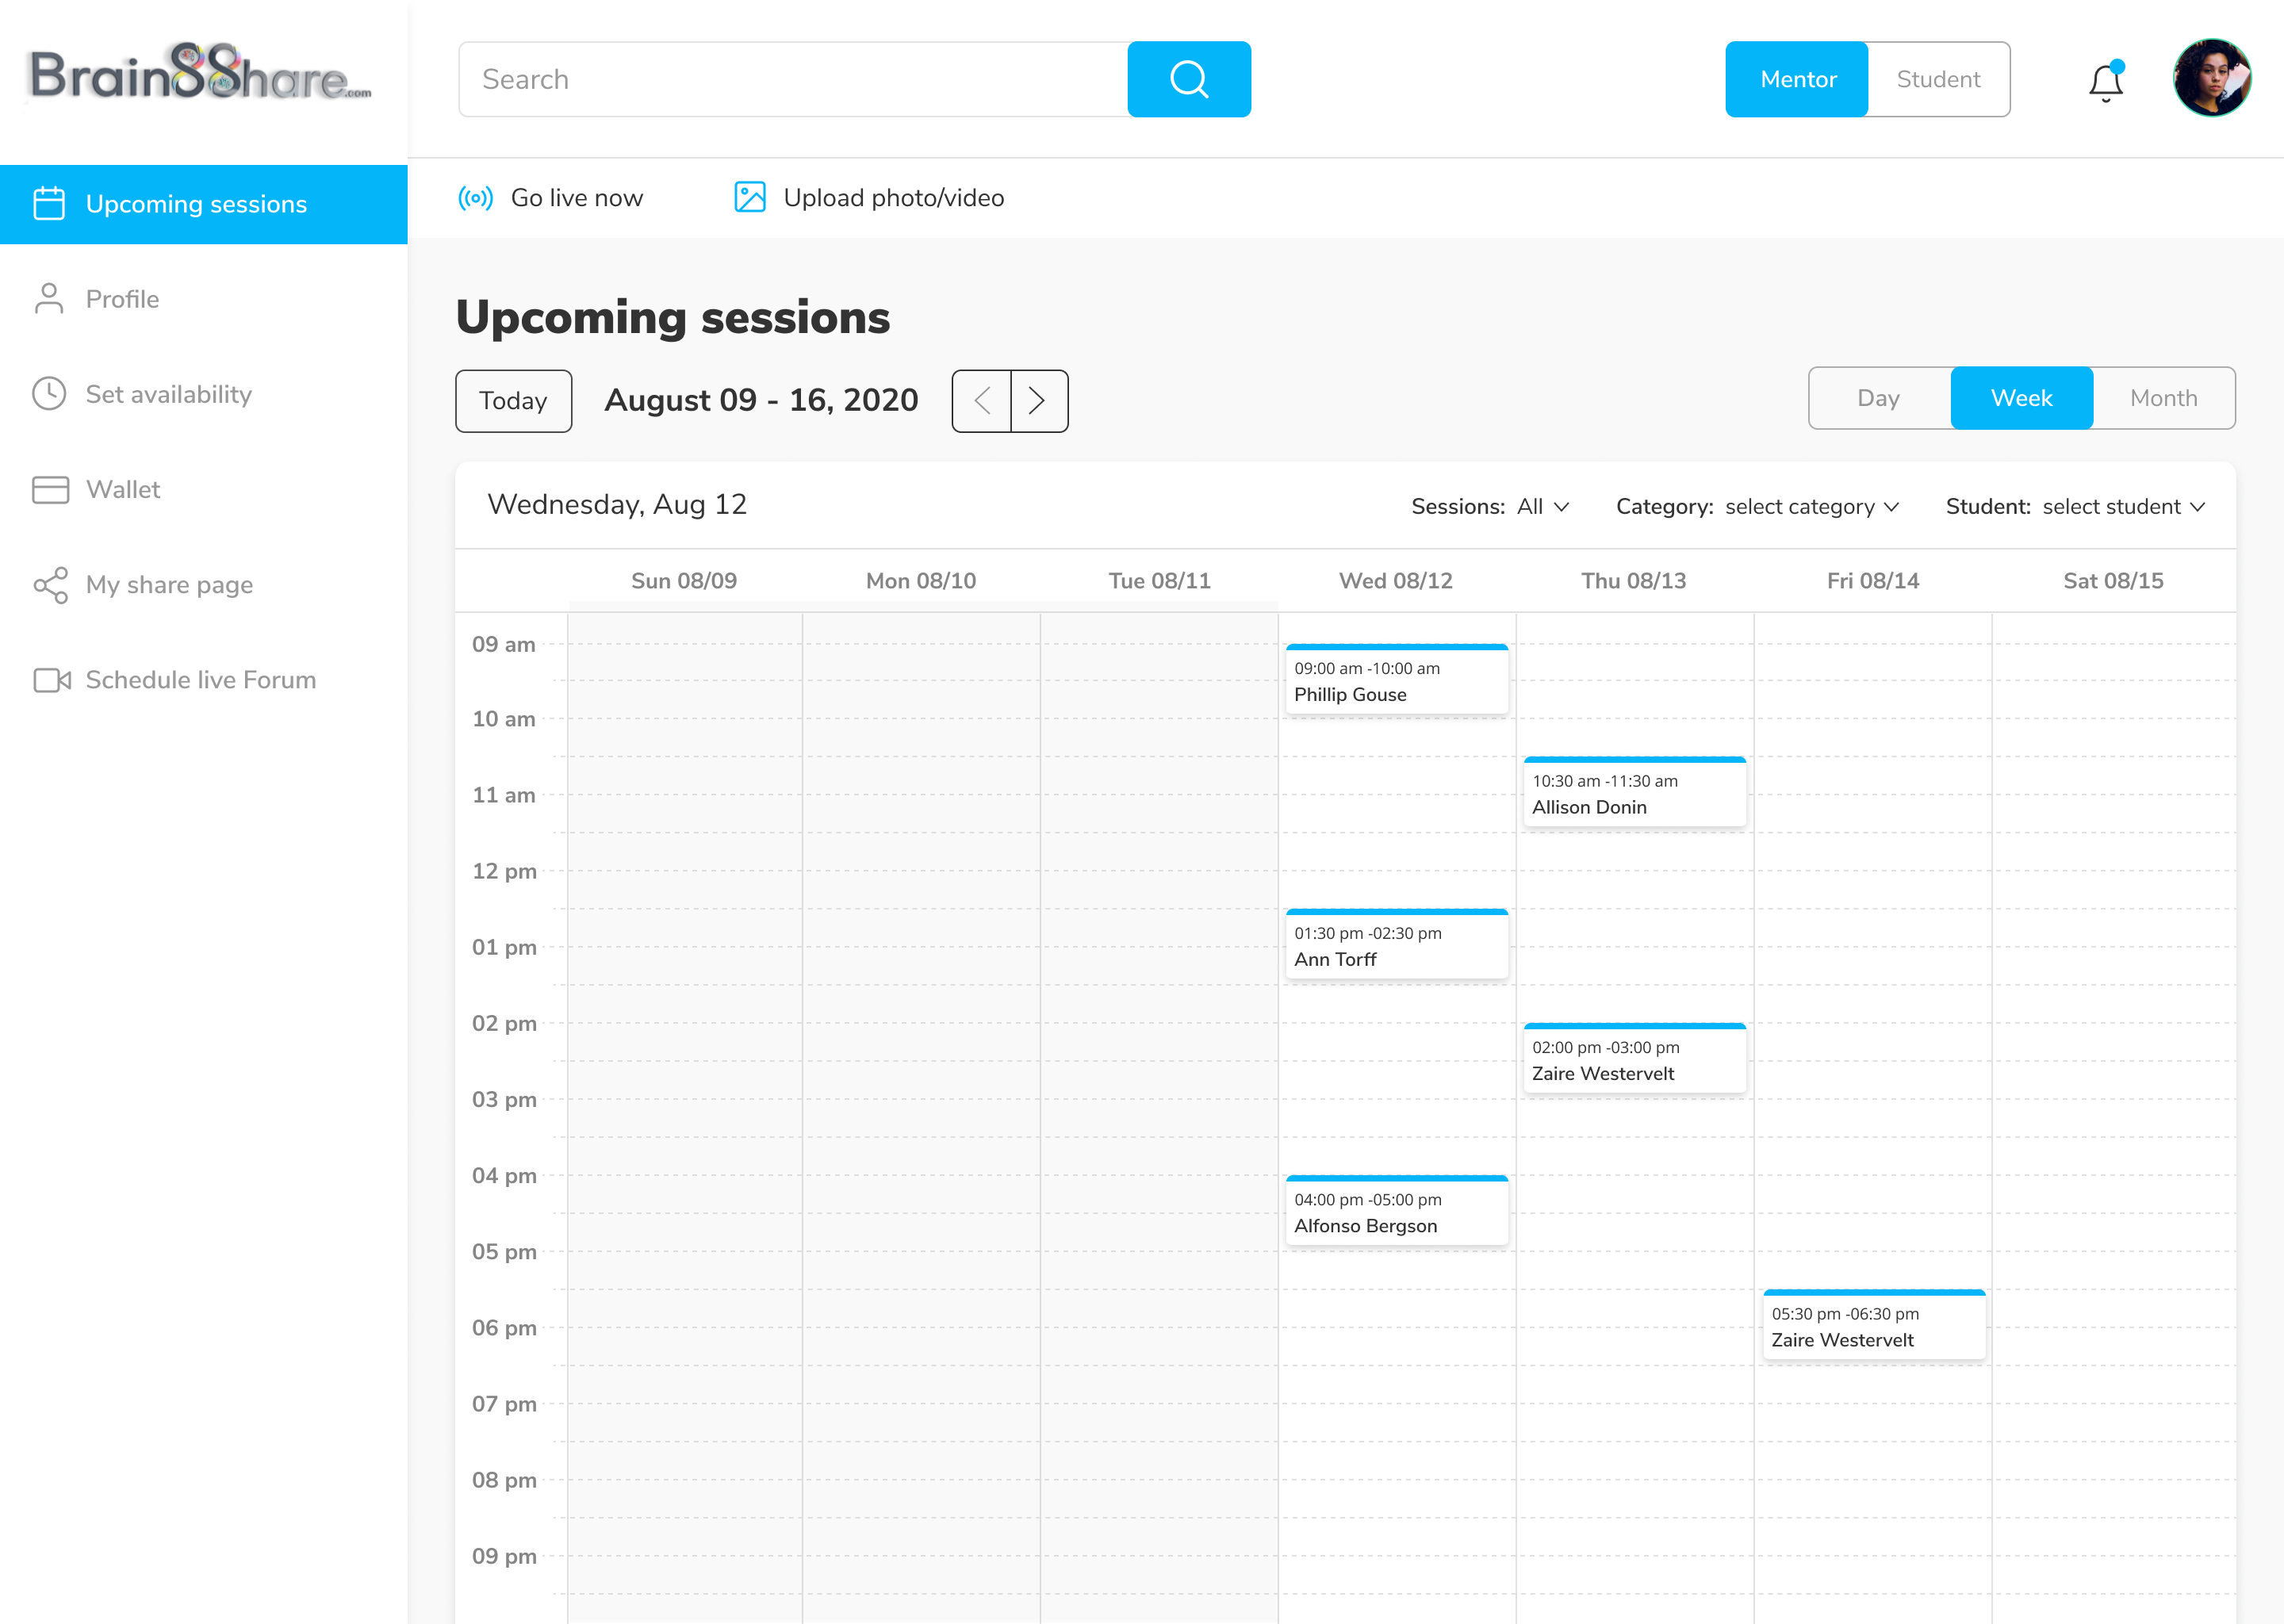 Brain88hare.com
Search
Mentor
Student
Upcoming sessions
Profile
Set availability
Wallet
My share page
Schedule live Forum
Go live now
Upload photo/video
Upcoming sessions
Today
August 09 - 16, 2020
Day
Week
Month
Wednesday, Aug 12
Sessions: All
Category: select category
Student: select student
Sun 08/09
Mon 08/10
Tue 08/11
Wed 08/12
Thu 08/13
Fri 08/14
Sat 08/15
09 am
09:00 am -10:00 am
Phillip Gouse
10 am
10:30 am -11:30 am
Allison Donin
11 am
12 pm
01:30 pm -02:30 pm
Ann Torff
01 pm
02 pm
02:00 pm -03:00 pm
Zaire Westervelt
03 pm
04 pm
04:00 pm -05:00 pm
Alfonso Bergson
05 pm
05:30 pm -06:30 pm
Zaire Westervelt
06 pm
07 pm
08 pm
09 pm